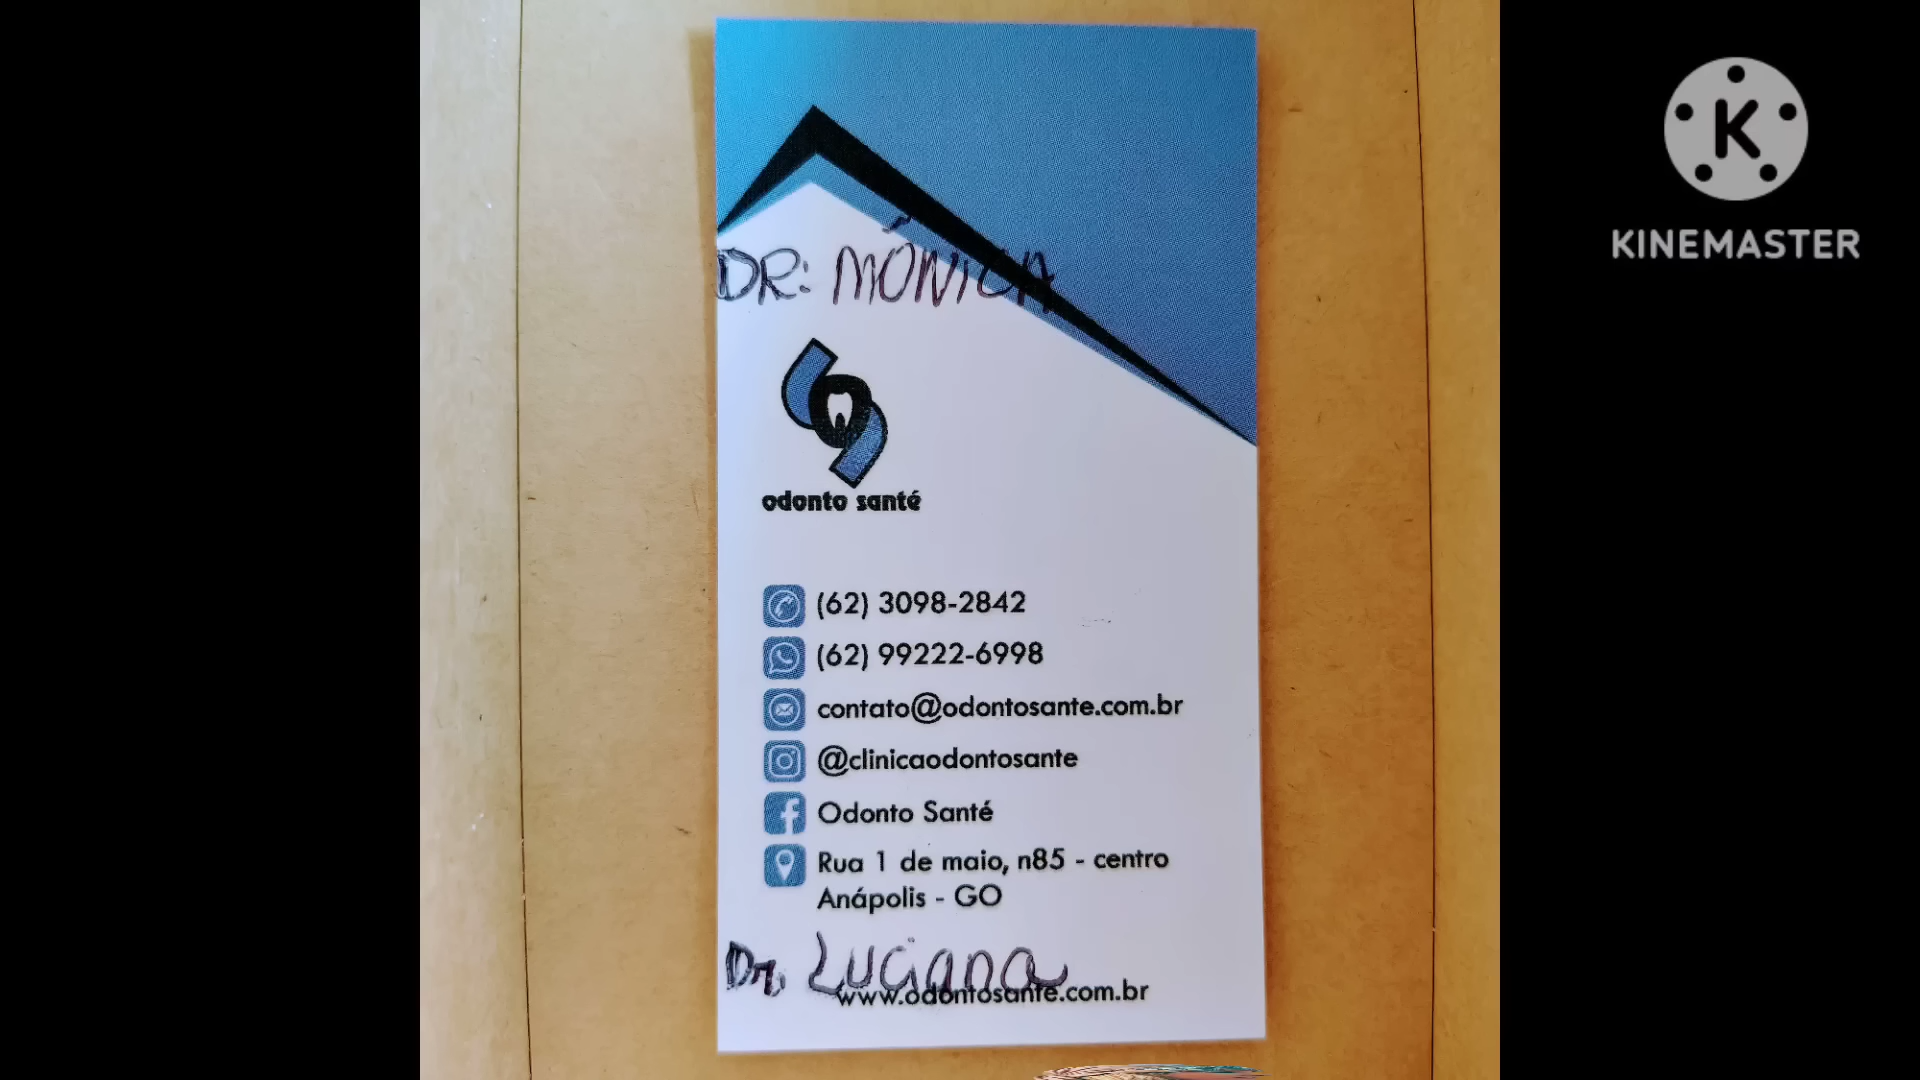 DR: MÔNICA
odonto santé
(62) 3098-2842
(62) 99222-6998
contato@odontosante.com.br
@clinicaodontosante
Odonto Santé
Rua 1 de maio, n85 - centro
Anápolis - GO
Dr. Luciana
www.odontosante.com.br
K
KINEMASTER